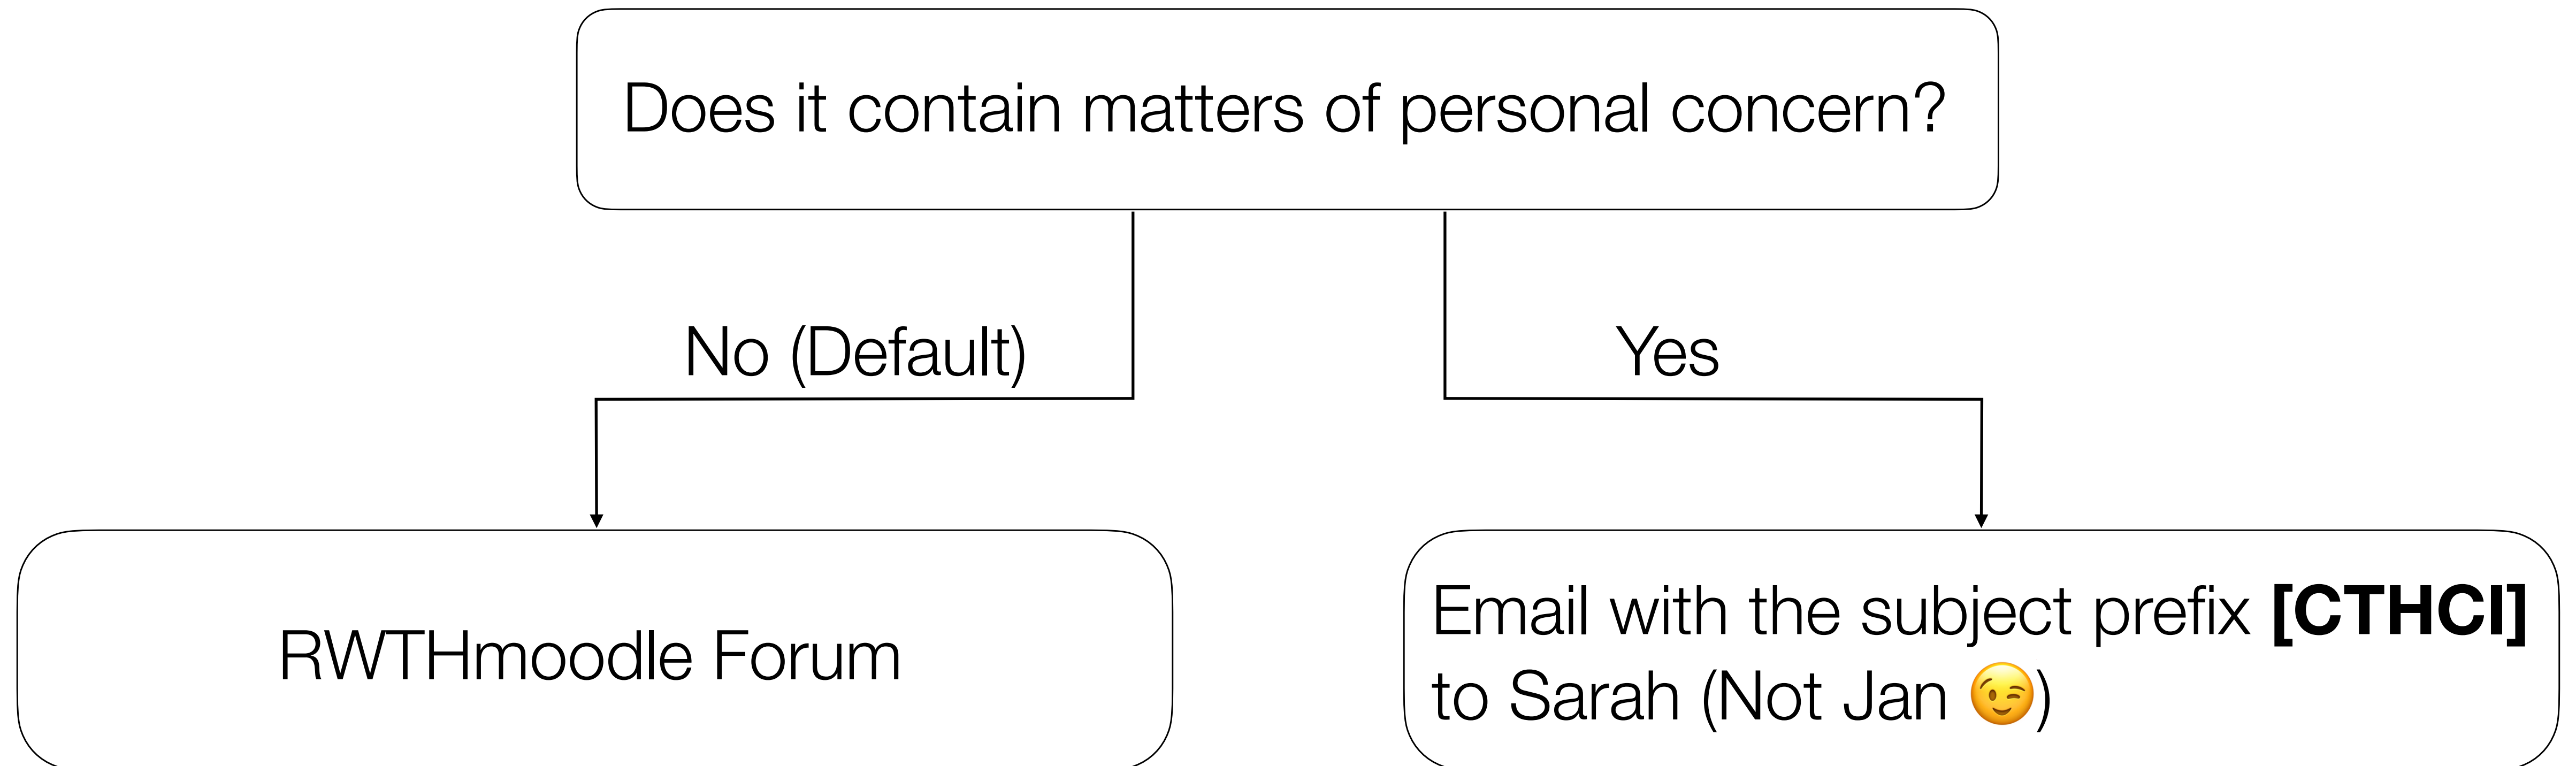 Does it contain matters of personal concern?
No (Default)
Yes
RWTHmoodle Forum
Email with the subject prefix [CTHCI]
to Sarah (Not Jan 😉)